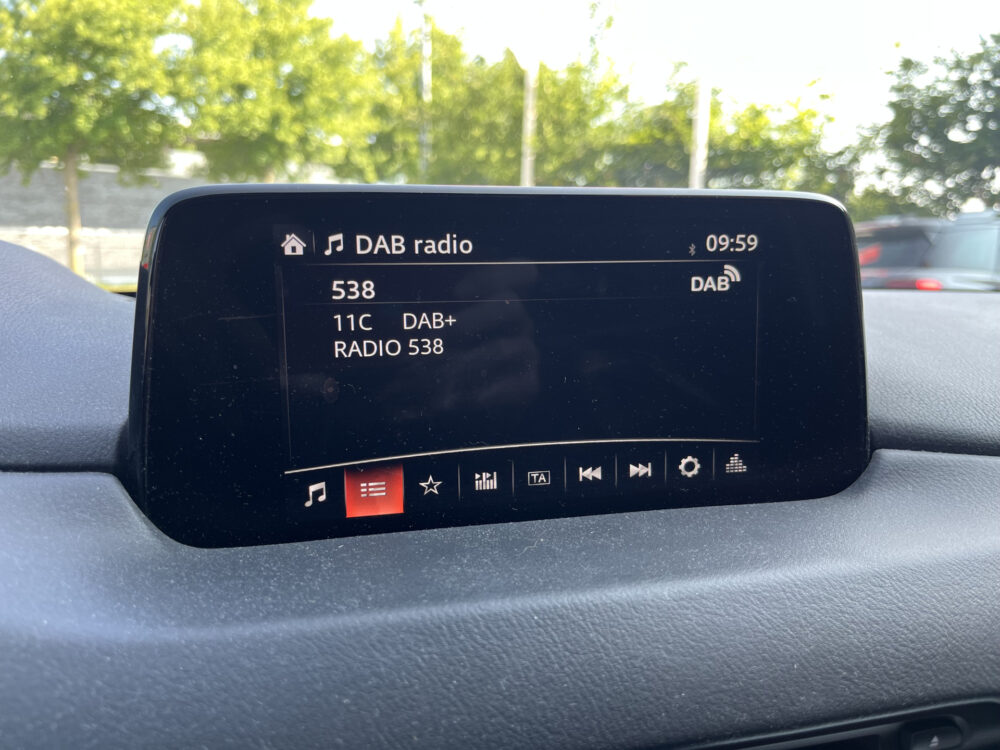 DAB radio 09:59
538 DAB
11C DAB+
RADIO 538
TA